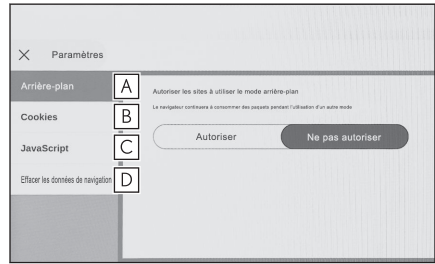 Paramètres
Arrière-plan A
Cookies B
JavaScript C
Effacer les données de navigation D
Autoriser les sites à utiliser le mode arrière-plan
Le navigateur continuera à consommer des paquets pendant l'utilisation d'un autre mode
Autoriser Ne pas autoriser